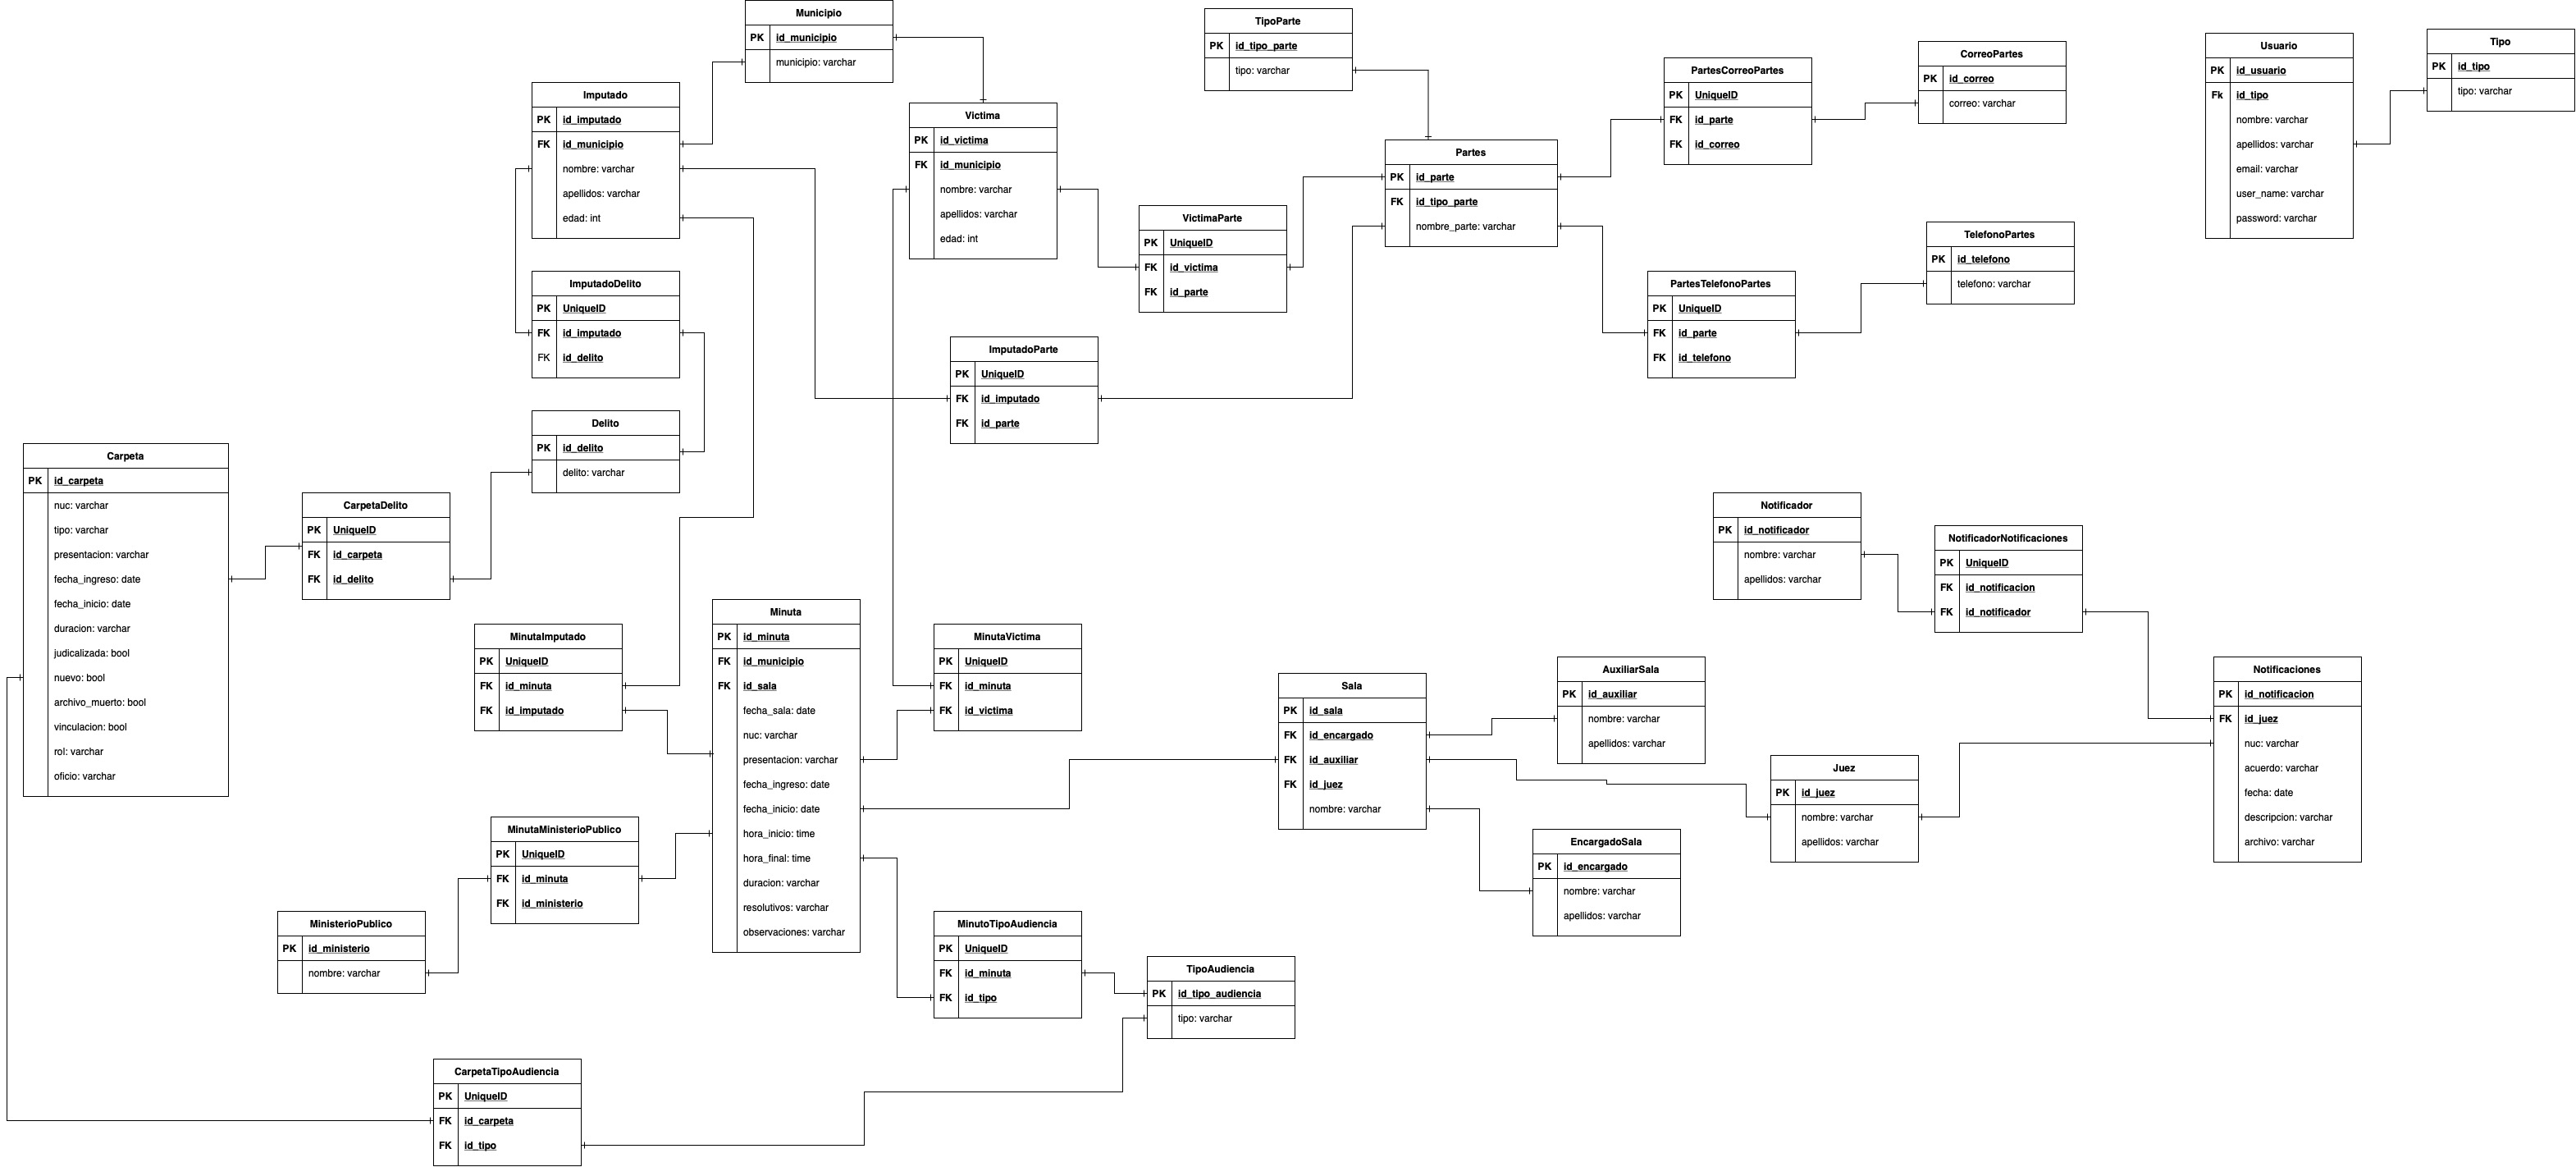 Municipio
PK id_municipio
municipio: varchar
TipoParte
PK id_tipo_parte
tipo: varchar
Usuario
PK id_usuario
Fk id_tipo
nombre: varchar
apellidos: varchar
email: varchar
user_name: varchar
password: varchar
Tipo
PK id_tipo
tipo: varchar
CorreoPartes
PK id_correo
correo: varchar
PartesCorreoPartes
PK UniqueID
FK id_parte
FK id_correo
Imputado
PK id_imputado
FK id_municipio
nombre: varchar
apellidos: varchar
edad: int
Victima
PK id_victima
FK id_municipio
nombre: varchar
apellidos: varchar
edad: int
Partes
PK id_parte
FK id_tipo_parte
nombre_parte: varchar
VictimaParte
PK UniqueID
FK id_victima
FK id_parte
TelefonoPartes
PK id_telefono
telefono: varchar
PartesTelefonoPartes
PK UniqueID
FK id_parte
FK id_telefono
ImputadoDelito
PK UniqueID
FK id_imputado
FK id_delito
ImputadoParte
PK UniqueID
FK id_imputado
FK id_parte
Delito
PK id_delito
delito: varchar
Carpeta
PK id_carpeta
nuc: varchar
tipo: varchar
presentacion: varchar
fecha_ingreso: date
fecha_inicio: date
duracion: varchar
judicalizada: bool
nuevo: bool
archivo_muerto: bool
vinculacion: bool
rol: varchar
oficio: varchar
CarpetaDelito
PK UniqueID
FK id_carpeta
FK id_delito
Notificador
PK id_notificador
nombre: varchar
apellidos: varchar
NotificadorNotificaciones
PK UniqueID
FK id_notificacion
FK id_notificador
MinutaImputado
PK UniqueID
FK id_minuta
FK id_imputado
Minuta
PK id_minuta
FK id_municipio
FK id_sala
fecha_sala: date
nuc: varchar
presentacion: varchar
fecha_ingreso: date
fecha_inicio: date
hora_inicio: time
hora_final: time
duracion: varchar
resolutivos: varchar
observaciones: varchar
MinutaVictima
PK UniqueID
FK id_minuta
FK id_victima
Sala
PK id_sala
FK id_encargado
FK id_auxiliar
FK id_juez
nombre: varchar
AuxiliarSala
PK id_auxiliar
nombre: varchar
apellidos: varchar
Notificaciones
PK id_notificacion
FK id_juez
nuc: varchar
acuerdo: varchar
fecha: date
descripcion: varchar
archivo: varchar
Juez
PK id_juez
nombre: varchar
apellidos: varchar
EncargadoSala
PK id_encargado
nombre: varchar
apellidos: varchar
MinutaMinisterioPublico
PK UniqueID
FK id_minuta
FK id_ministerio
MinisterioPublico
PK id_ministerio
nombre: varchar
MinutoTipoAudiencia
PK UniqueID
FK id_minuta
FK id_tipo
TipoAudiencia
PK id_tipo_audiencia
tipo: varchar
CarpetaTipoAudiencia
PK UniqueID
FK id_carpeta
FK id_tipo